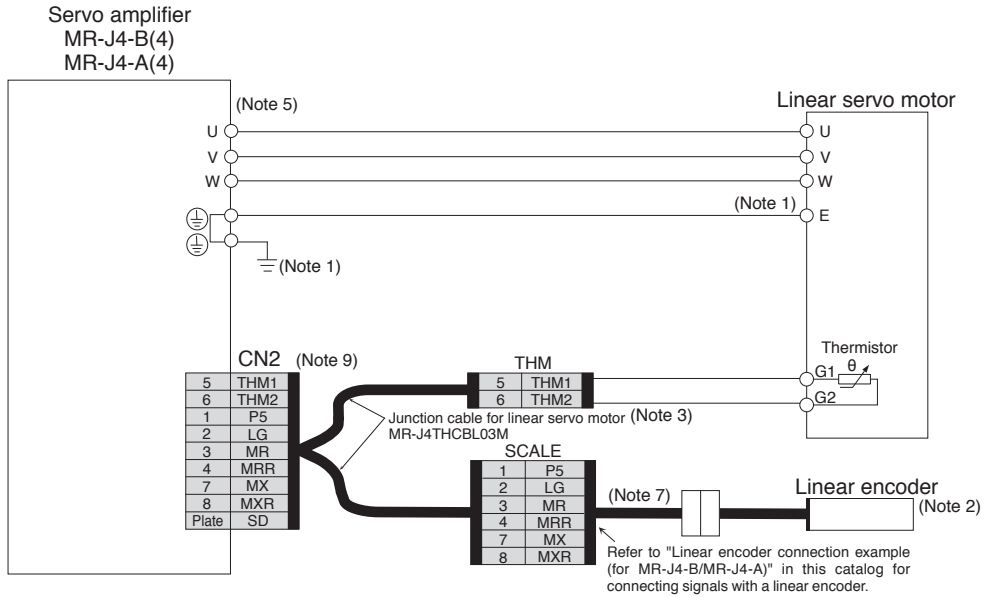 Servo amplifier
MR-J4-B(4)
MR-J4-A(4)
(Note 5)
Linear servo motor
U
U
V
V
W
W
(Note 1)
E
(Note 1)
CN2
(Note 9)
5 THM1
6 THM2
1 P5
2 LG
3 MR
4 MRR
7 MX
8 MXR
Plate SD
THM
5 THM1
6 THM2
Thermistor
θ
G1
G2
Junction cable for linear servo motor (Note 3)
MR-J4THCBL03M
SCALE
1 P5
2 LG
3 MR
4 MRR
7 MX
8 MXR
(Note 7)
Linear encoder
(Note 2)
Refer to "Linear encoder connection example
(for MR-J4-B/MR-J4-A)" in this catalog for
connecting signals with a linear encoder.